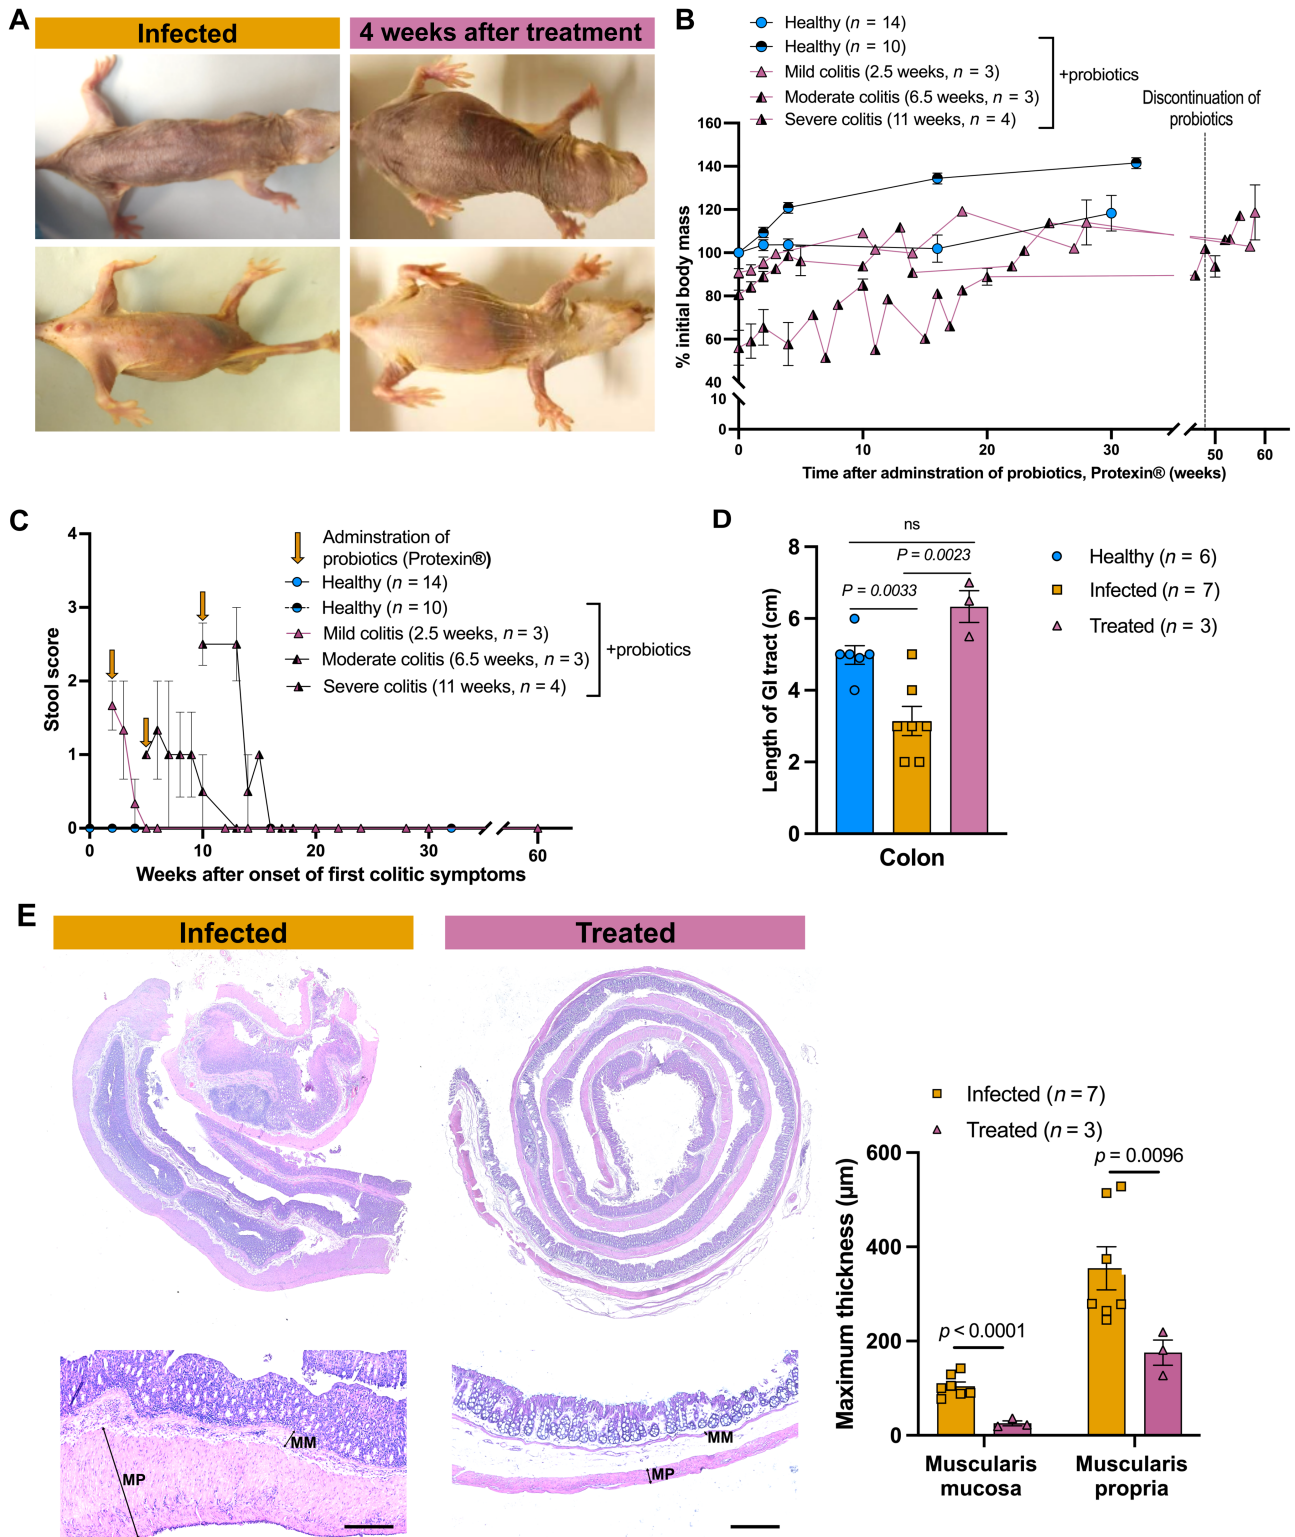 A
Infected
4 weeks after treatment
B
Healthy (n = 14)
Healthy (n = 10)
Mild colitis (2.5 weeks, n = 3)
Moderate colitis (6.5 weeks, n = 3)
Severe colitis (11 weeks, n = 4)
+probiotics
Discontinuation of
probiotics
% initial body mass
160
140
120
100
80
60
40
10
0
0
10
20
30
50
60
Time after adminstration of probiotics, Protexin® (weeks)
C
Adminstration of
probiotics (Protexin®)
Healthy (n = 14)
Healthy (n = 10)
Mild colitis (2.5 weeks, n = 3)
Moderate colitis (6.5 weeks, n = 3)
Severe colitis (11 weeks, n = 4)
+probiotics
Stool score
4
3
2
1
0
0
10
20
30
60
Weeks after onset of first colitic symptoms
D
ns
P = 0.0023
P = 0.0033
Healthy (n = 6)
Infected (n = 7)
Treated (n = 3)
Length of GI tract (cm)
8
6
4
2
0
Colon
E
Infected
Treated
MM
MP
MM
MP
Infected (n = 7)
Treated (n = 3)
p = 0.0096
p < 0.0001
Maximum thickness (µm)
600
400
200
0
Muscularis
mucosa
Muscularis
propria